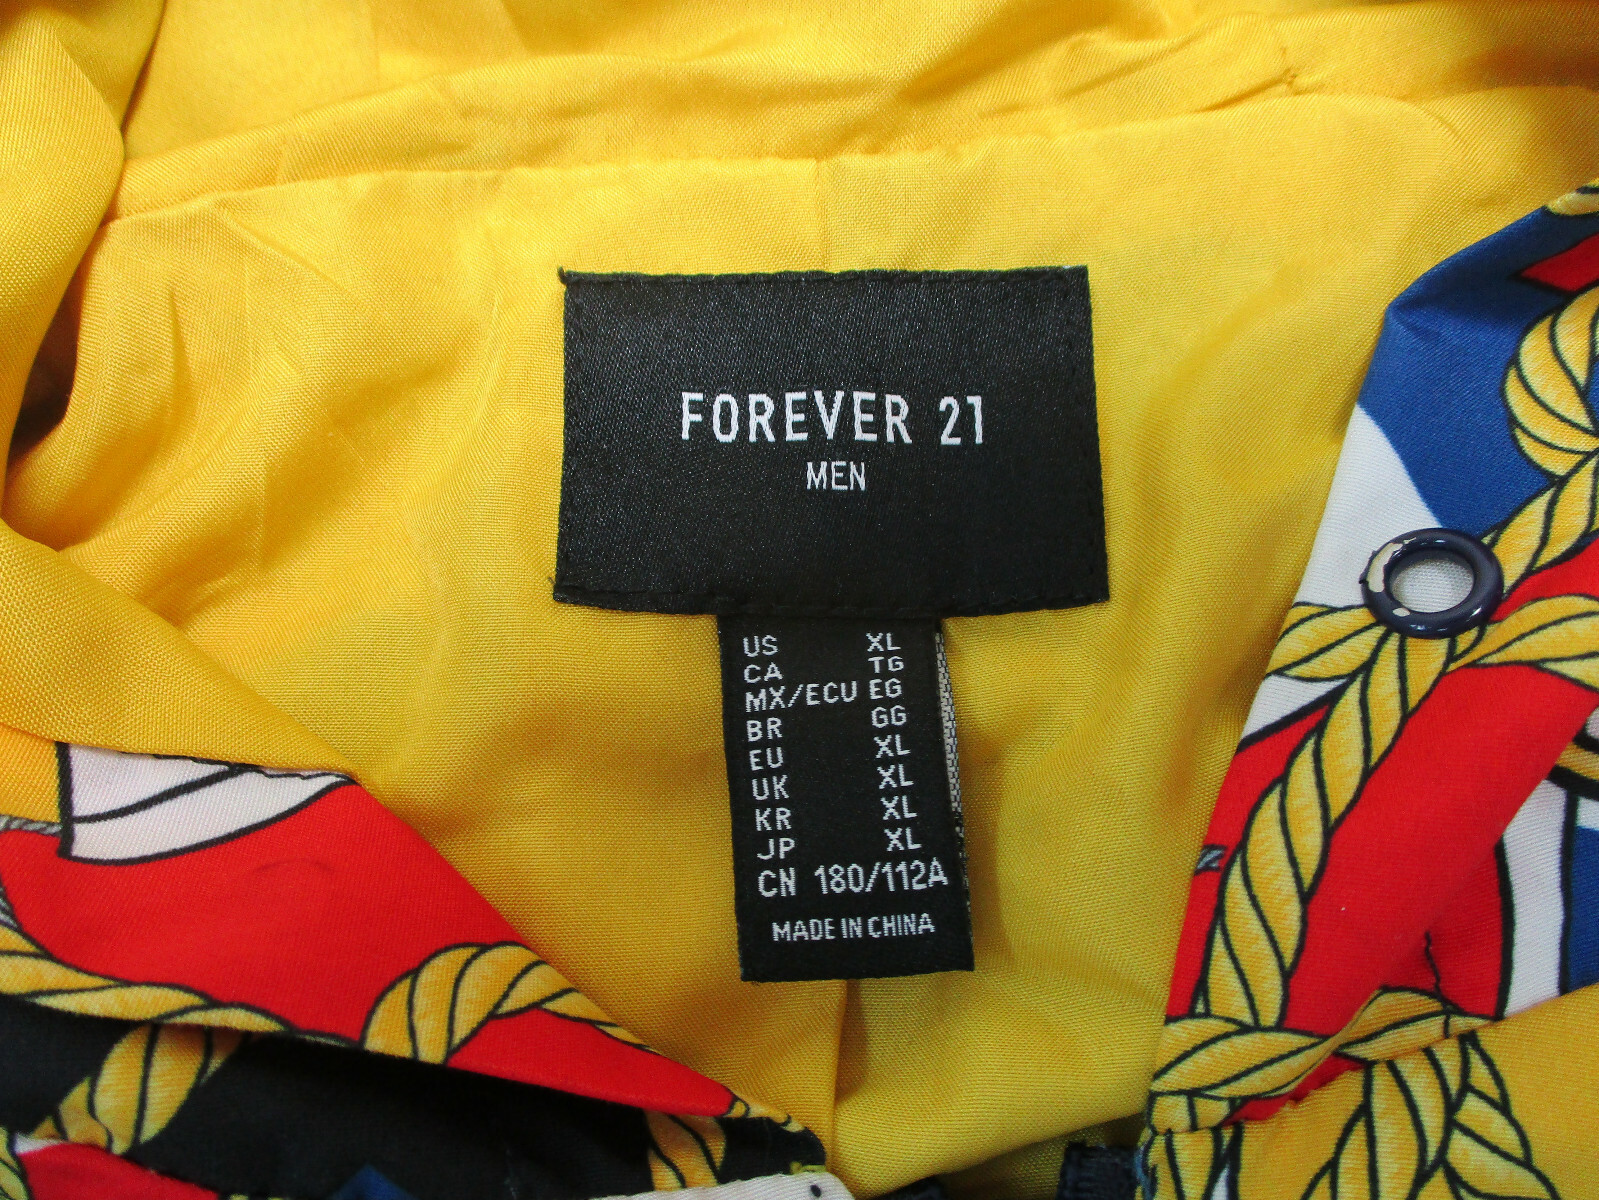 FOREVER 21
MEN
US XL
CA TG
MX/ECU EG
BR GG
EU XL
UK XL
KR XL
JP XL
CN 180/112A
MADE IN CHINA